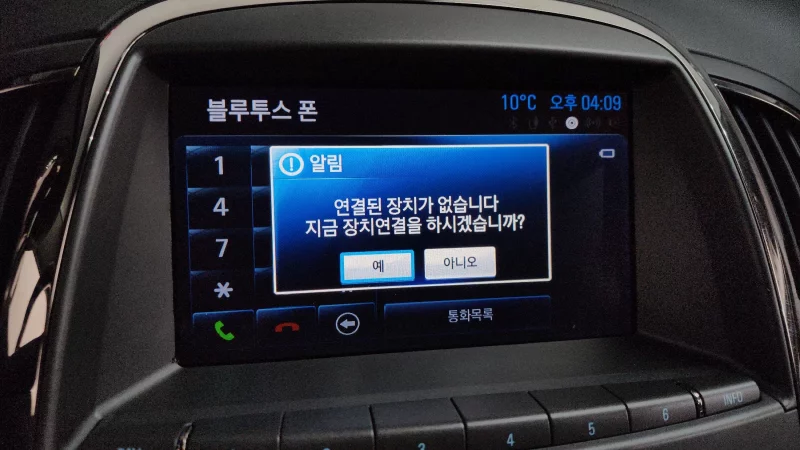 블루투스 폰
10°C 오후 04:09
1
알림
연결된 장치가 없습니다
지금 장치연결을 하시겠습니까?
4
7
예
아니오
*
통화목록
3
4
5
6
INFO